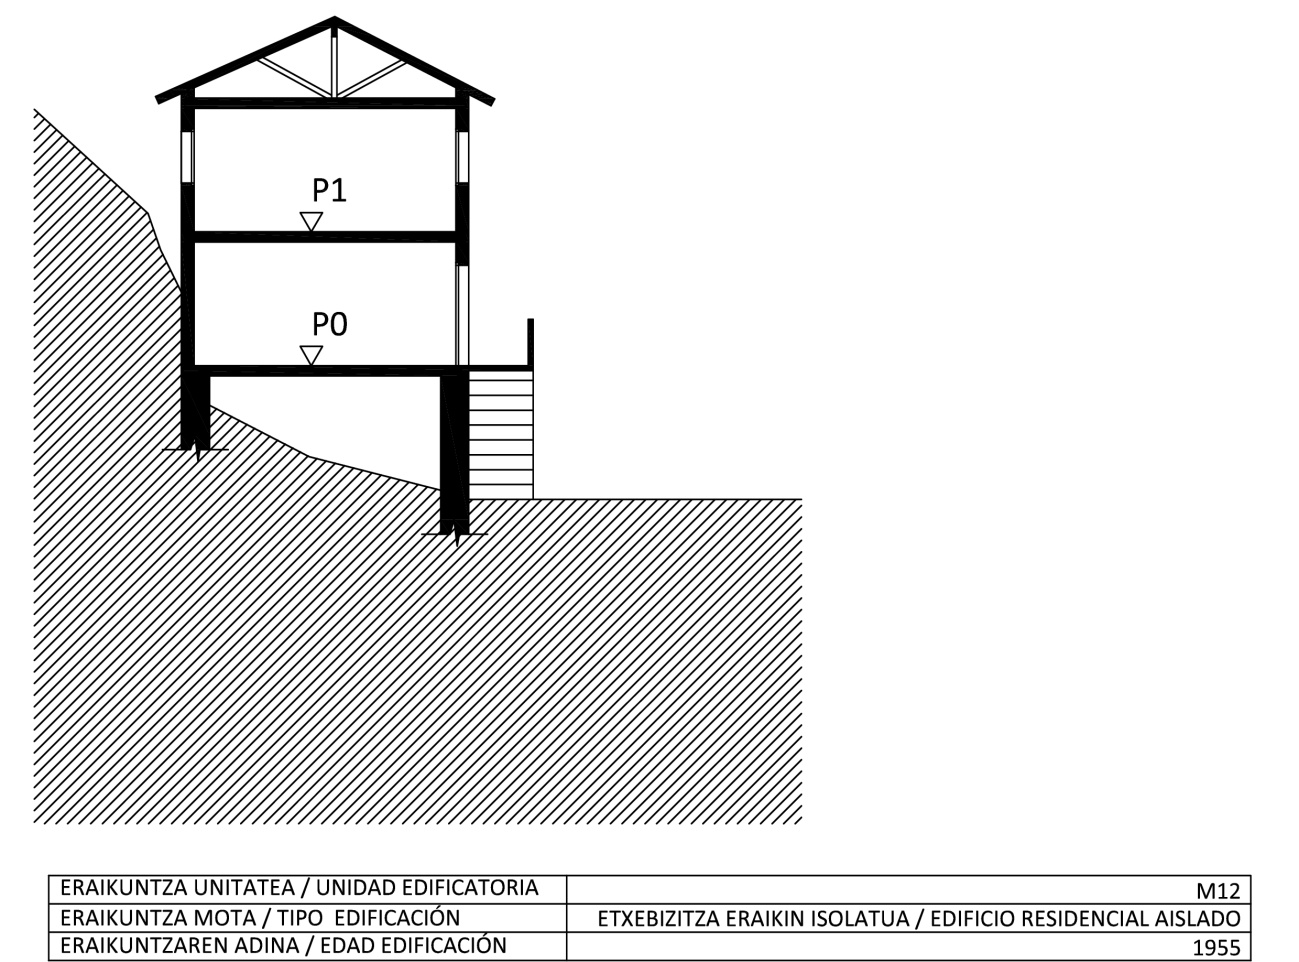 P1
P0
ERAIKUNTZA UNITATEA / UNIDAD EDIFICATORIA M12
ERAIKUNTZA MOTA / TIPO EDIFICACIÓN ETXEBIZITZA ERAIKIN ISOLATUA / EDIFICIO RESIDENCIAL AISLADO
ERAIKUNTZAREN ADINA / EDAD EDIFICACIÓN 1955